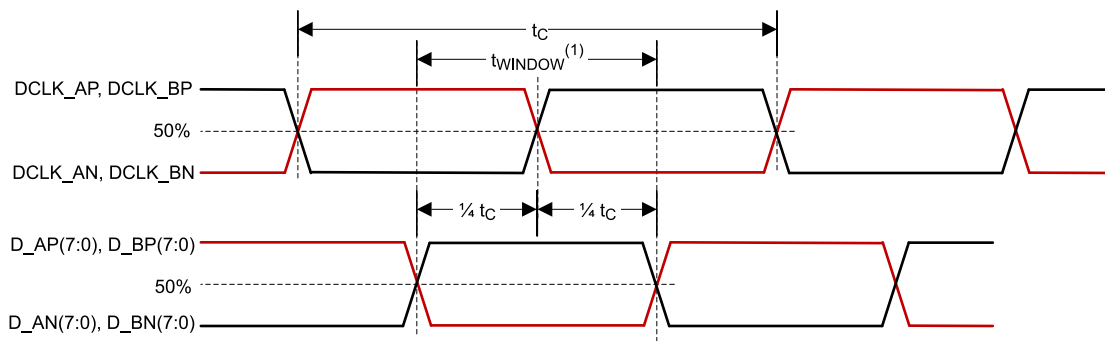 t_C
t_WINDOW^(1)
DCLK_AP, DCLK_BP
50%
DCLK_AN, DCLK_BN
¼ t_C
¼ t_C
D_AP(7:0), D_BP(7:0)
50%
D_AN(7:0), D_BN(7:0)